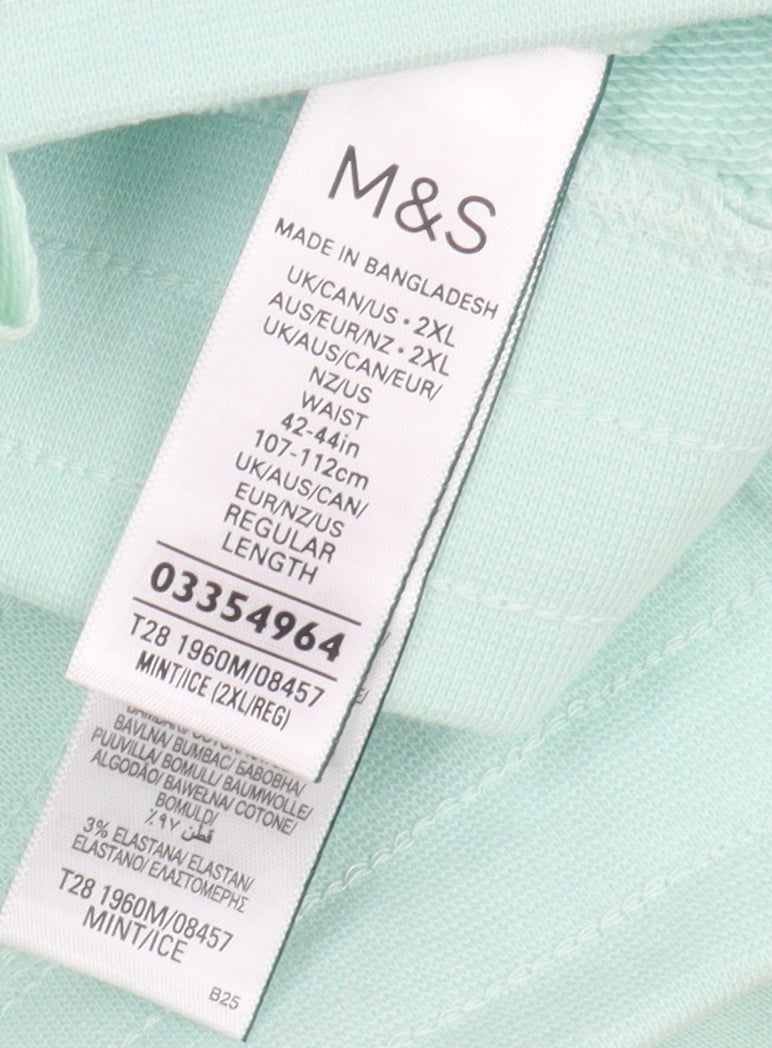 M&S
MADE IN BANGLADESH
UK/CAN/US • 2XL
AUS/EUR/NZ • 2XL
UK/AUS/CAN/EUR/
NZ/US
WAIST
42-44in
107-112cm
UK/AUS/CAN/
EUR/NZ/US
REGULAR
LENGTH
03354964
T28 1960M/08457
MINT/ICE (2XL/REG)
BAVLNA/ BUMBAC/ БАВОВНА/
PUUVILLA/ BOMULL/ BAUMWOLLE/
ALGODÃO/ BAWEŁNA/ COTONE/
BOMULD/
قطن ٩٧٪
3% ELASTANA/ ELASTAN/
ELASTANO/ ΕΛΑΣΤΟΜΕΡΗΣ
T28 1960M/08457
MINT/ICE
B25